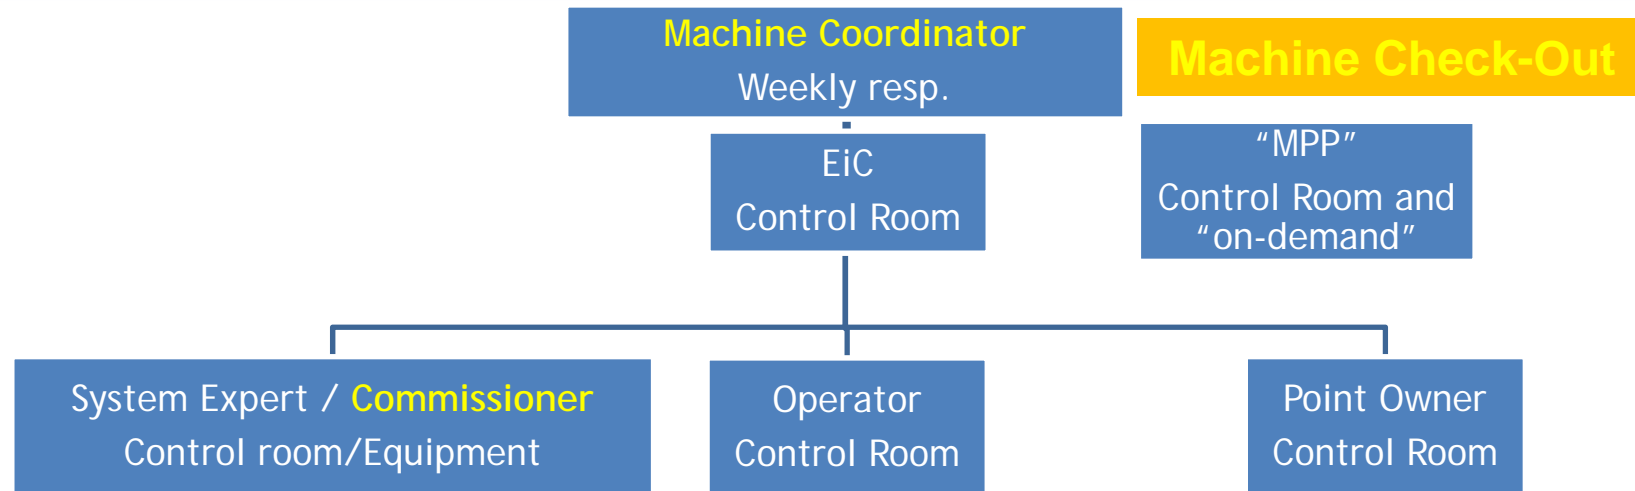 Machine Coordinator
Weekly resp.
Machine Check-Out
EiC
Control Room
“MPP”
Control Room and
“on-demand”
System Expert / Commissioner
Control room/Equipment
Operator
Control Room
Point Owner
Control Room